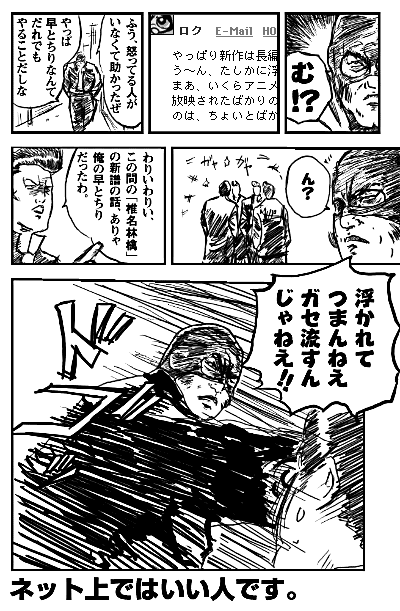 む!?
ロク E-Mail HO
やっぱり新作は長編
う～ん、たしかに浮
まあ、いくらアニメ
放映されたばかりの
のは、ちょいとばか
ふう、怒ってる人が
いなくて助かったぜ
やっぱ
早とちりなんて
だれでも
やることだしな
ん?
ガヤガヤ
わりいわりい、
この間の「椎名林檎」
の新譜の話、ありゃ
俺の早とちり
だったわ。
浮かれて
つまんねえ
ガセ流すん
じゃねえ!!
ドガ
ネット上ではいい人です。